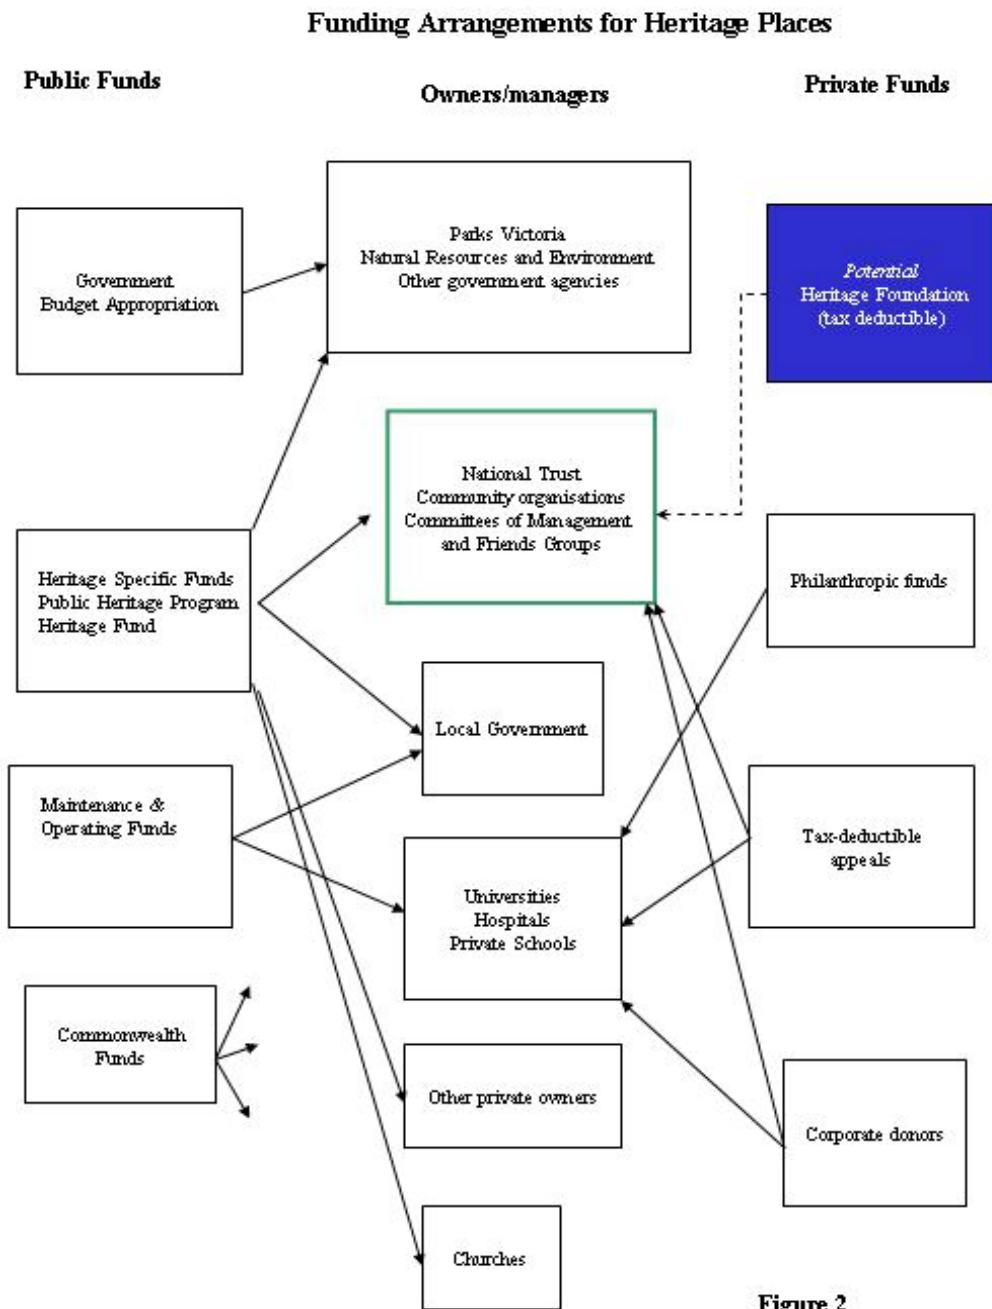 Funding Arrangements for Heritage Places
Public Funds
Owners/managers
Private Funds
Government
Budget Appropriation
Parks Victoria
Natural Resources and Environment
Other government agencies
Potential
Heritage Foundation
(tax deductible)
National Trust
Community organisations
Committees of Management
and Friends Groups
Heritage Specific Funds
Public Heritage Program
Heritage Fund
Philanthropic funds
Local Government
Maintenance &
Operating Funds
Tax-deductible
appeals
Universities
Hospitals
Private Schools
Commonwealth
Funds
Other private owners
Corporate donors
Churches
Figure 2